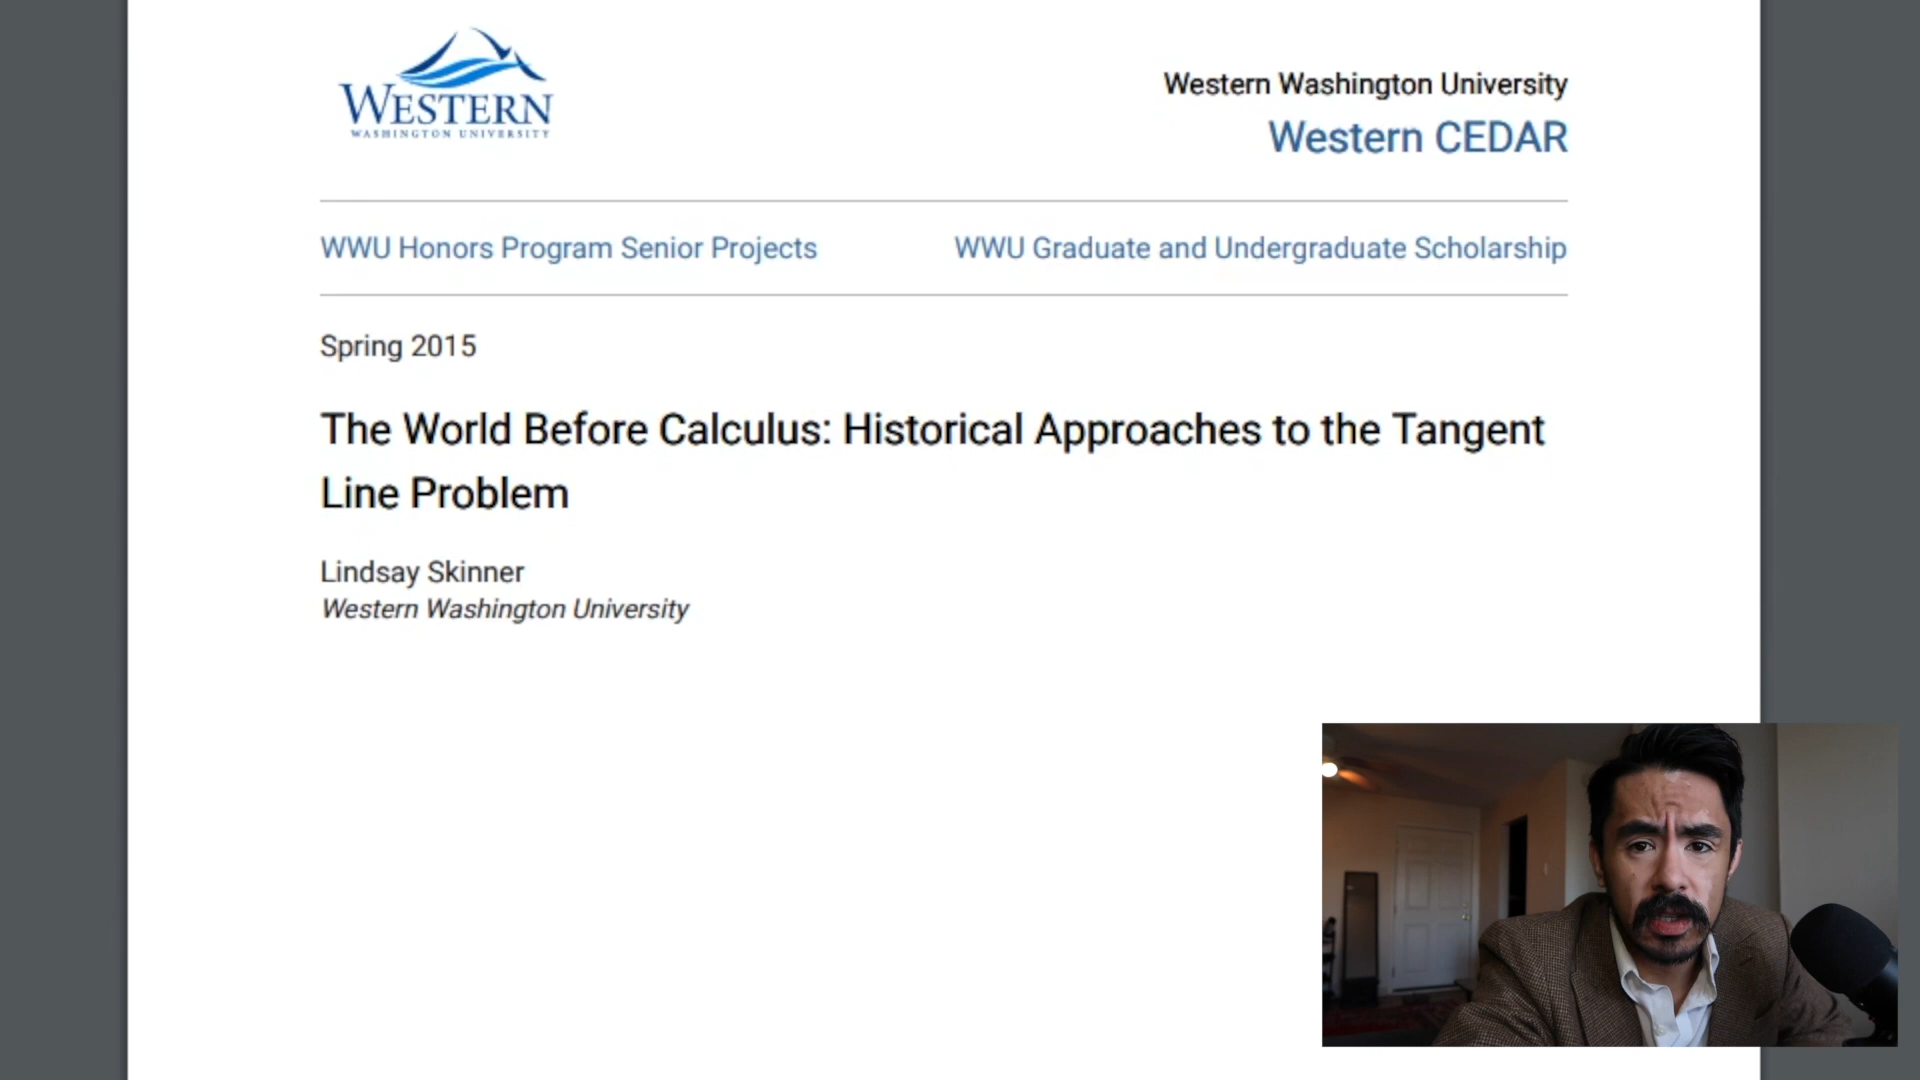 WESTERN
WASHINGTON UNIVERSITY
Western Washington University
Western CEDAR
WWU Honors Program Senior Projects
WWU Graduate and Undergraduate Scholarship
Spring 2015
The World Before Calculus: Historical Approaches to the Tangent
Line Problem
Lindsay Skinner
Western Washington University